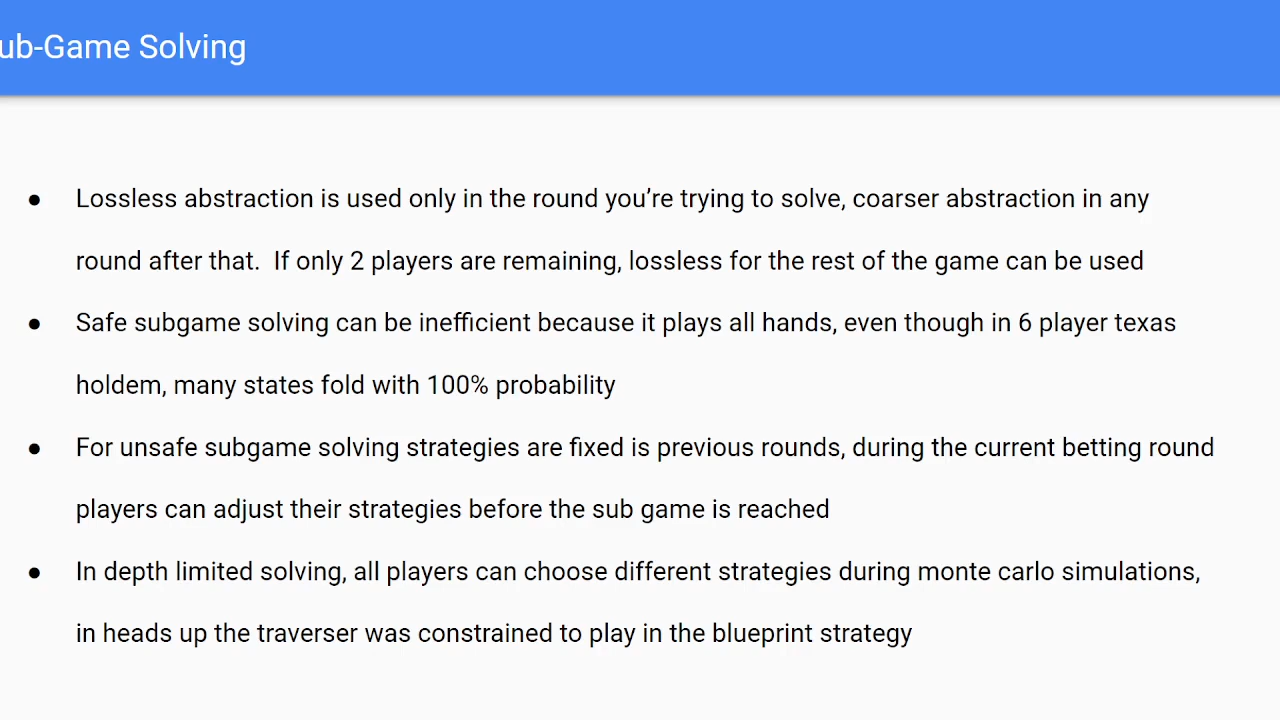 ub-Game Solving
● Lossless abstraction is used only in the round you’re trying to solve, coarser abstraction in any
round after that.  If only 2 players are remaining, lossless for the rest of the game can be used
● Safe subgame solving can be inefficient because it plays all hands, even though in 6 player texas
holdem, many states fold with 100% probability
● For unsafe subgame solving strategies are fixed is previous rounds, during the current betting round
players can adjust their strategies before the sub game is reached
● In depth limited solving, all players can choose different strategies during monte carlo simulations,
in heads up the traverser was constrained to play in the blueprint strategy